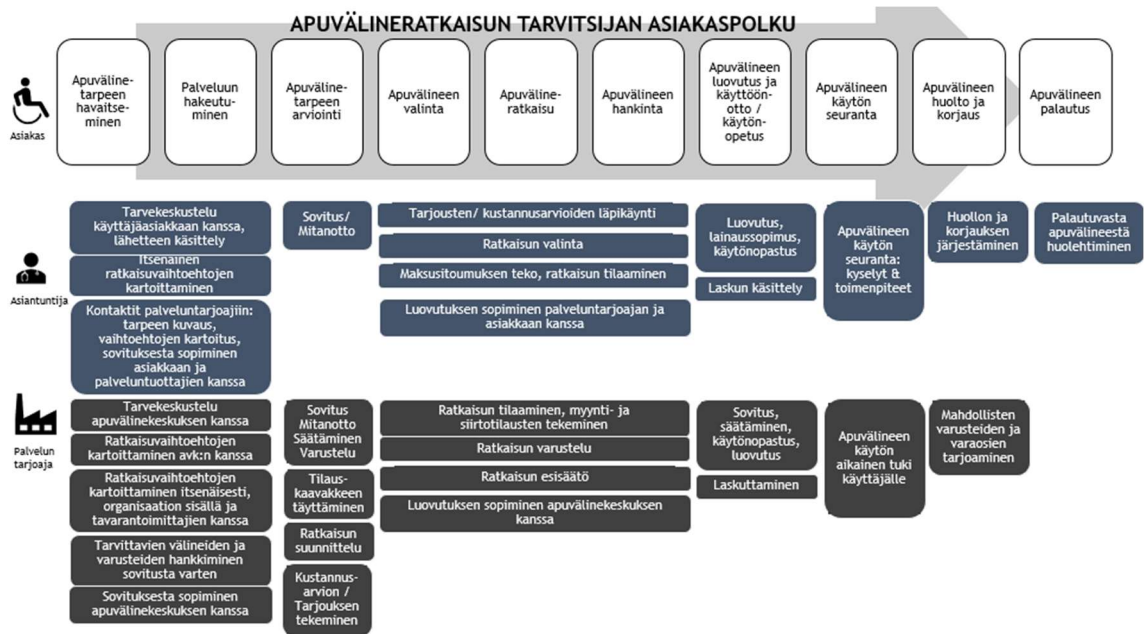 APUVÄLINERATKAISUN TARVITSIJAN ASIAKASPOLKU
Asiakas
Apuväline-
tarpeen
havaitse-
minen
Palveluun
hakeutu-
minen
Apuväline-
tarpeen
arviointi
Apuvälineen
valinta
Apuväline-
ratkaisu
Apuvälineen
hankinta
Apuvälineen
luovutus ja
käyttöön-
otto /
käytön-
opetus
Apuvälineen
käytön
seuranta
Apuvälineen
huolto ja
korjaus
Apuvälineen
palautus
Asiantuntija
Tarvekeskustelu
käyttäjäasiakkaan kanssa,
lähetteen käsittely
Itsenäinen
ratkaisuvaihtoehtojen
kartoittaminen
Kontaktit palveluntarjoajiin:
tarpeen kuvaus,
vaihtoehtojen kartoitus,
sovituksesta sopiminen
asiakkaan ja
palveluntuottajien kanssa
Sovitus/
Mitanotto
Tarjousten/ kustannusarvioiden läpikäynti
Ratkaisun valinta
Maksusitoumuksen teko, ratkaisun tilaaminen
Luovutuksen sopiminen palveluntarjoajan ja
asiakkaan kanssa
Luovutus,
lainaussopimus,
käytönopastus
Laskun käsittely
Apuvälineen
käytön
seuranta:
kyselyt &
toimenpiteet
Huollon ja
korjauksen
järjestäminen
Palautuvasta
apuvälineestä
huolehtiminen
Palvelun
tarjoaja
Tarvekeskustelu
apuvälinekeskuksen kanssa
Ratkaisuvaihtoehtojen
kartoittaminen avk:n kanssa
Ratkaisuvaihtoehtojen
kartoittaminen itsenäisesti,
organisaation sisällä ja
tavarantoimittajien kanssa
Tarvittavien välineiden ja
varusteiden hankkiminen
sovitusta varten
Sovituksesta sopiminen
apuvälinekeskuksen kanssa
Sovitus
Mitanotto
Säätäminen
Varustelu
Tilaus-
kaavakkeen
täyttäminen
Ratkaisun
suunnittelu
Kustannus-
arvion /
Tarjouksen
tekeminen
Ratkaisun tilaaminen, myynti- ja
siirtotilausten tekeminen
Ratkaisun varustelu
Ratkaisun esisäätö
Luovutuksen sopiminen apuvälinekeskuksen
kanssa
Sovitus,
säätäminen,
käytönopastus,
luovutus
Laskuttaminen
Apuvälineen
käytön
aikainen tuki
käyttäjälle
Mahdollisten
varusteiden ja
varaosien
tarjoaminen